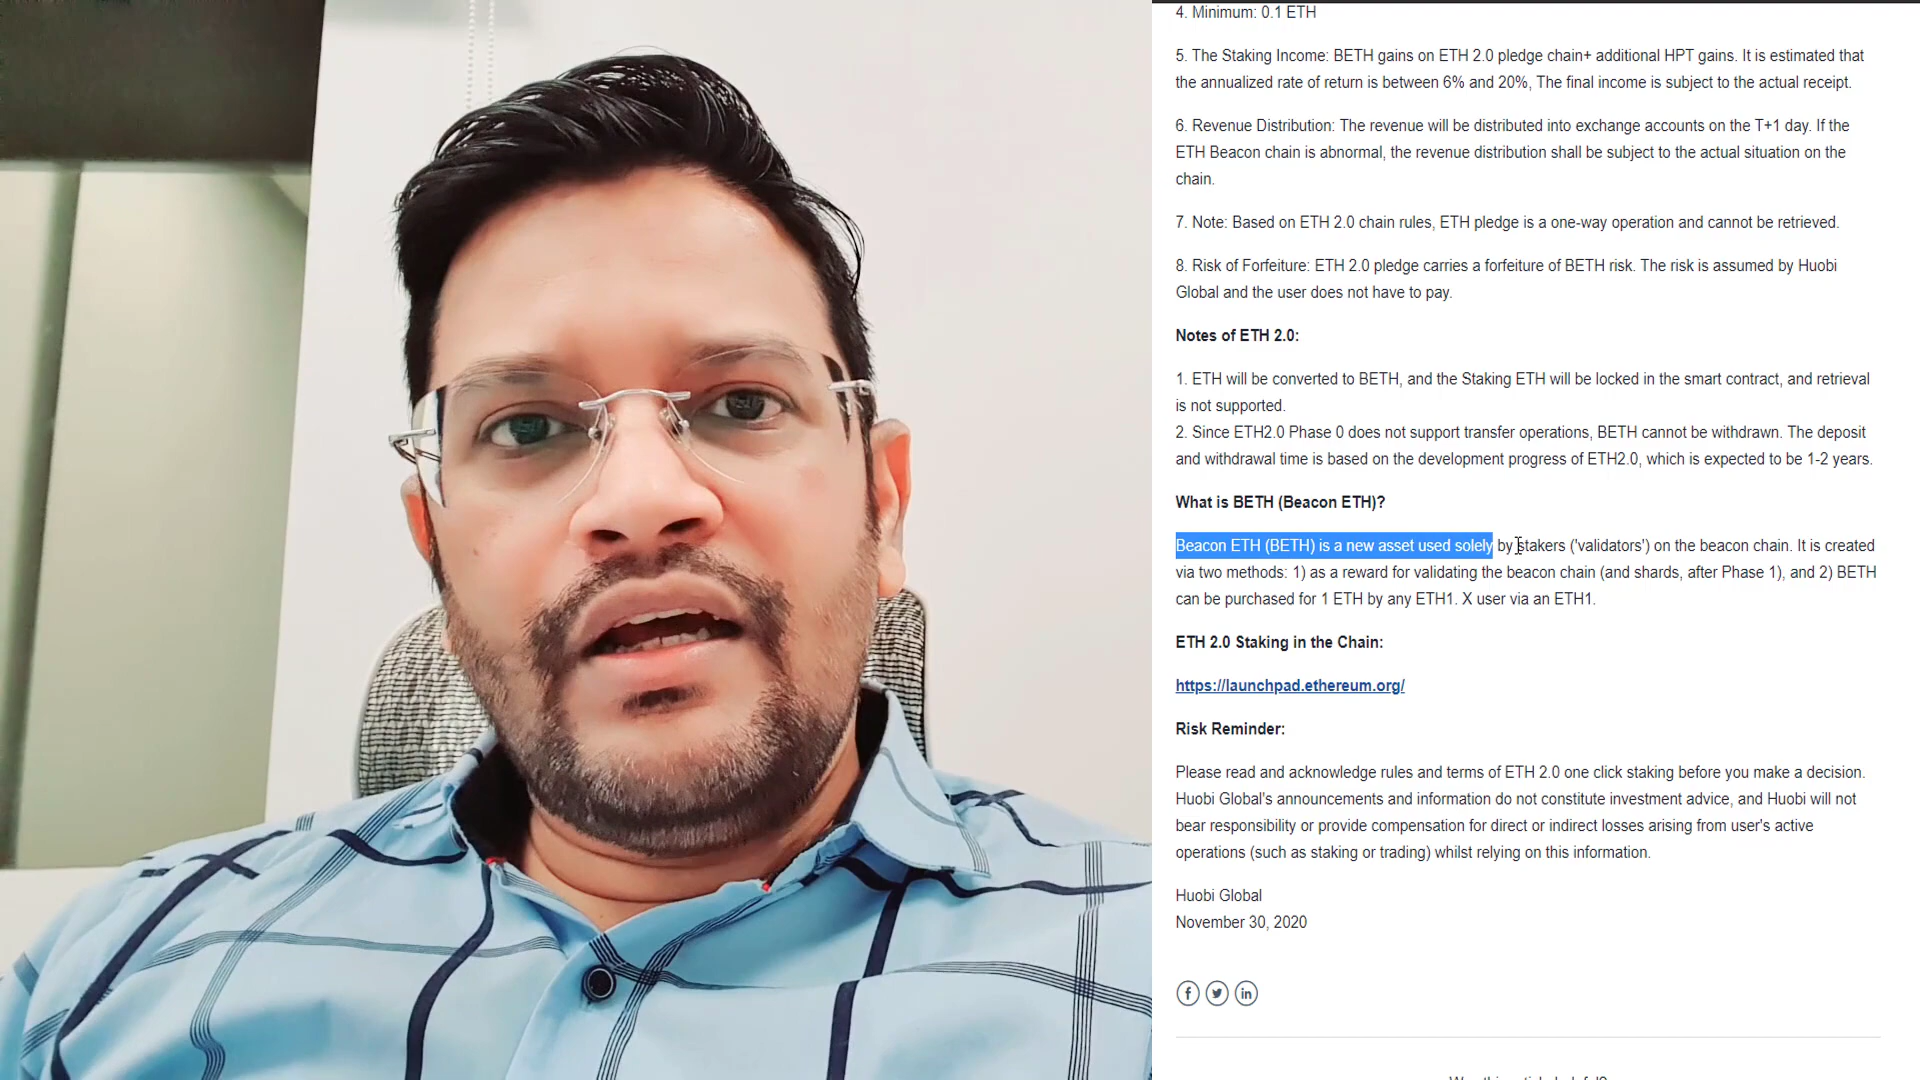 4. Minimum: 0.1 ETH
5. The Staking Income: BETH gains on ETH 2.0 pledge chain+ additional HPT gains. It is estimated that
the annualized rate of return is between 6% and 20%, The final income is subject to the actual receipt.
6. Revenue Distribution: The revenue will be distributed into exchange accounts on the T+1 day. If the
ETH Beacon chain is abnormal, the revenue distribution shall be subject to the actual situation on the
chain.
7. Note: Based on ETH 2.0 chain rules, ETH pledge is a one-way operation and cannot be retrieved.
8. Risk of Forfeiture: ETH 2.0 pledge carries a forfeiture of BETH risk. The risk is assumed by Huobi
Global and the user does not have to pay.
Notes of ETH 2.0:
1. ETH will be converted to BETH, and the Staking ETH will be locked in the smart contract, and retrieval
is not supported.
2. Since ETH2.0 Phase 0 does not support transfer operations, BETH cannot be withdrawn. The deposit
and withdrawal time is based on the development progress of ETH2.0, which is expected to be 1-2 years.
What is BETH (Beacon ETH)?
Beacon ETH (BETH) is a new asset used solely by stakers ('validators') on the beacon chain. It is created
via two methods: 1) as a reward for validating the beacon chain (and shards, after Phase 1), and 2) BETH
can be purchased for 1 ETH by any ETH1. X user via an ETH1.
ETH 2.0 Staking in the Chain:
https://launchpad.ethereum.org/
Risk Reminder:
Please read and acknowledge rules and terms of ETH 2.0 one click staking before you make a decision.
Huobi Global's announcements and information do not constitute investment advice, and Huobi will not
bear responsibility or provide compensation for direct or indirect losses arising from user's active
operations (such as staking or trading) whilst relying on this information.
Huobi Global
November 30, 2020